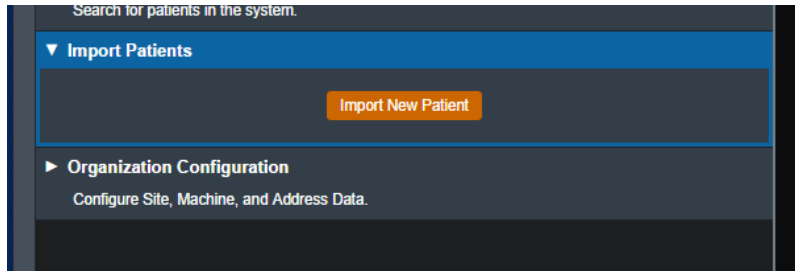 Search for patients in the system.
▼ Import Patients
Import New Patient
► Organization Configuration
Configure Site, Machine, and Address Data.